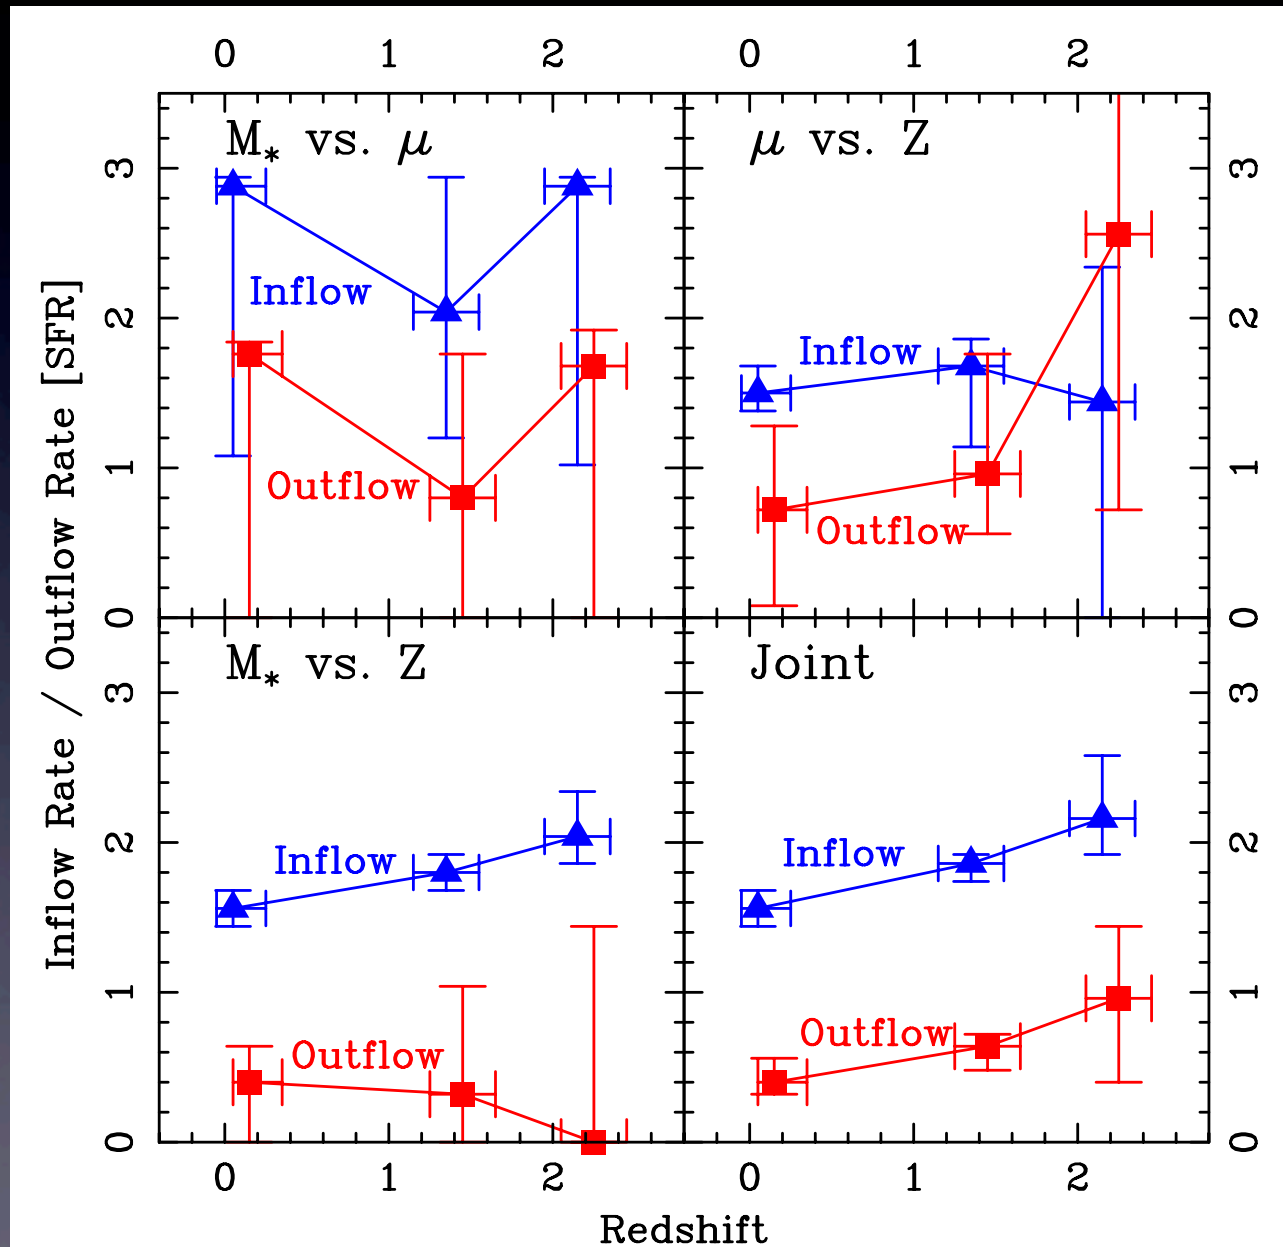 0 1 2 0 1 2
M* vs. μ
μ vs. Z
3 3
Inflow
Inflow
2 2
Outflow
Outflow
1 1
0 0
M* vs. Z
Joint
3 3
2 2
Inflow
Inflow
Outflow
Outflow
1 1
0 0
0 1 2 0 1 2
Redshift
Inflow Rate / Outflow Rate [SFR]